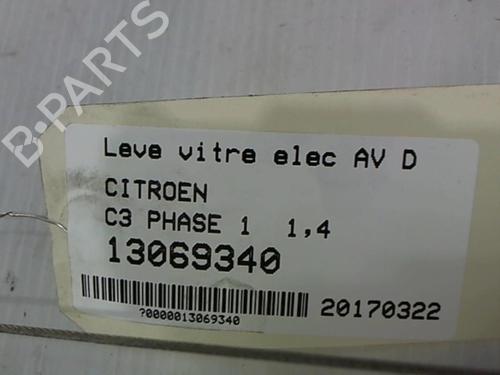 B-PARTS
Leve vitre elec AV D
CITROEN
C3 PHASE 1 1,4
13069340
20170322
?0000013069340